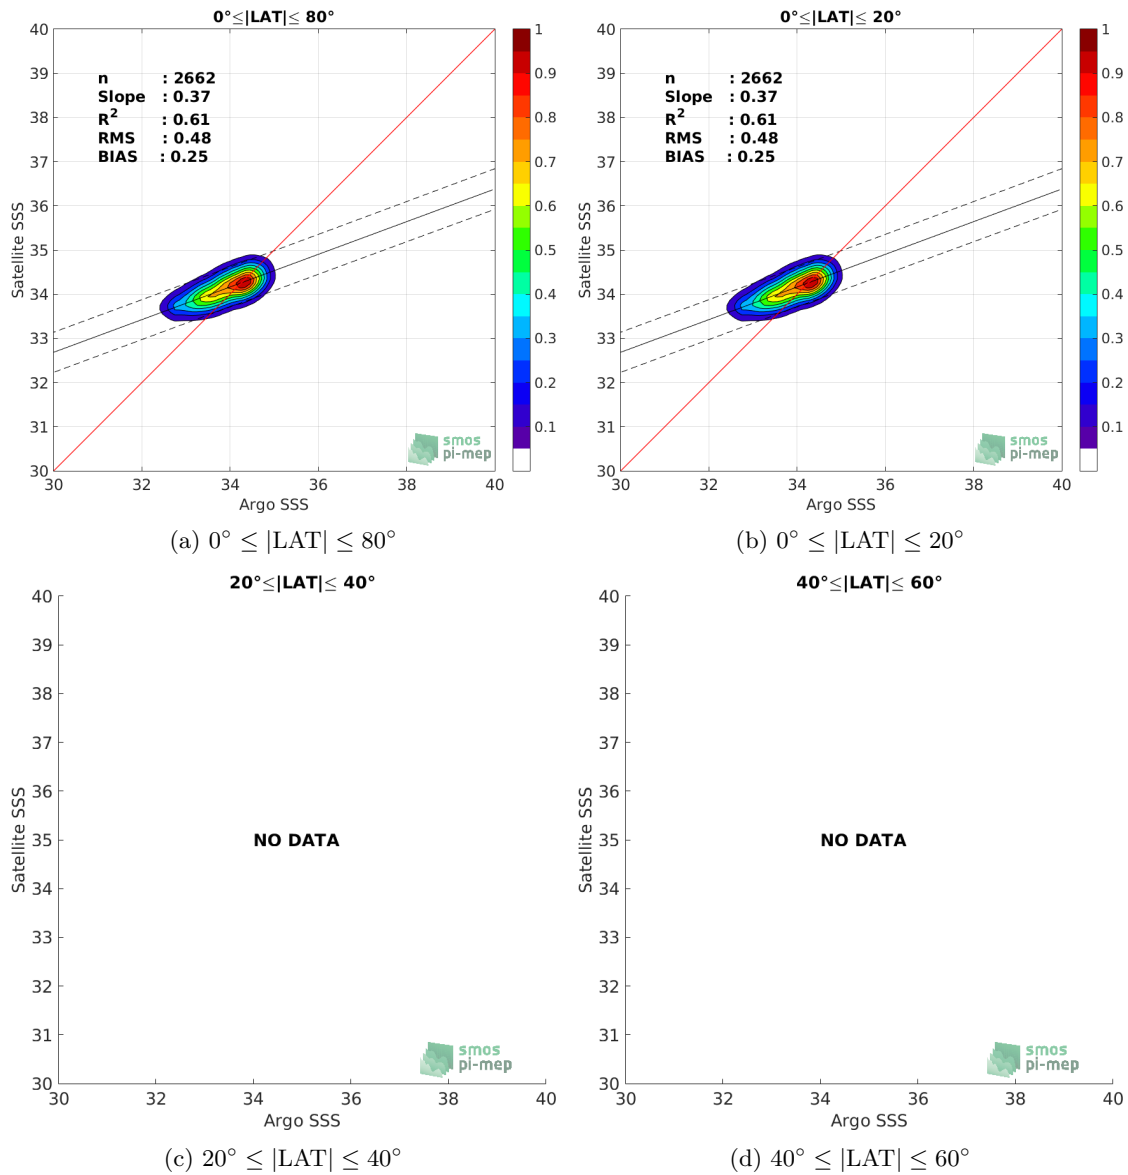 0°≤|LAT|≤ 80°
40
39
38
37
36
35
34
33
32
31
30
Satellite SSS
n : 2662
Slope : 0.37
R² : 0.61
RMS : 0.48
BIAS : 0.25
1
0.9
0.8
0.7
0.6
0.5
0.4
0.3
0.2
0.1
smos
pi-mep
30 32 34 36 38 40
Argo SSS
(a) 0° ≤ |LAT| ≤ 80°
0°≤|LAT|≤ 20°
40
39
38
37
36
35
34
33
32
31
30
Satellite SSS
n : 2662
Slope : 0.37
R² : 0.61
RMS : 0.48
BIAS : 0.25
1
0.9
0.8
0.7
0.6
0.5
0.4
0.3
0.2
0.1
smos
pi-mep
30 32 34 36 38 40
Argo SSS
(b) 0° ≤ |LAT| ≤ 20°
20°≤|LAT|≤ 40°
40
39
38
37
36
35
34
33
32
31
30
Satellite SSS
NO DATA
smos
pi-mep
30 32 34 36 38 40
Argo SSS
(c) 20° ≤ |LAT| ≤ 40°
40°≤|LAT|≤ 60°
40
39
38
37
36
35
34
33
32
31
30
Satellite SSS
NO DATA
smos
pi-mep
30 32 34 36 38 40
Argo SSS
(d) 40° ≤ |LAT| ≤ 60°